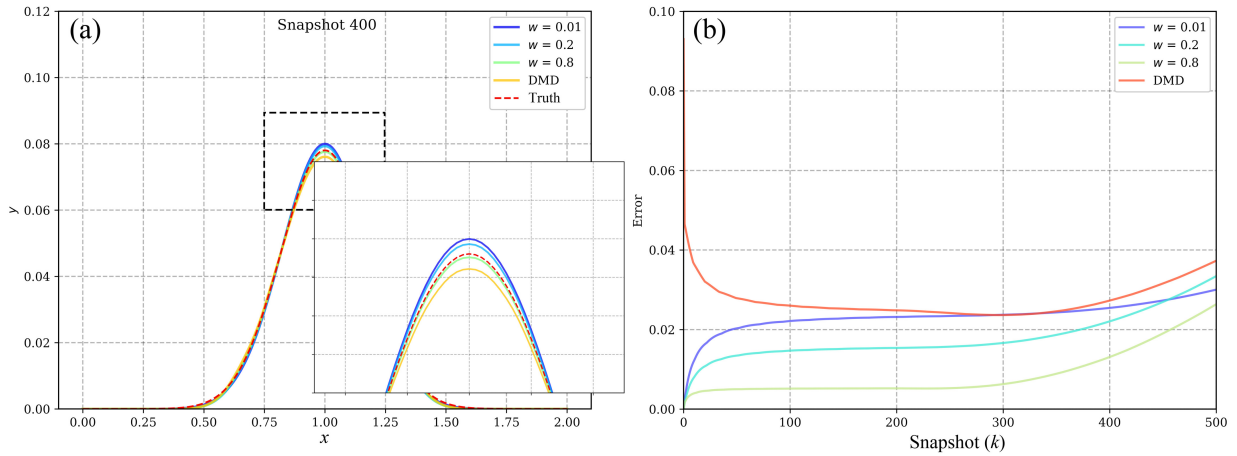 (a)
Snapshot 400
w = 0.01
w = 0.2
w = 0.8
DMD
Truth
0.12
0.10
0.08
0.06
0.04
0.02
0.00
y
0.00 0.25 0.50 0.75 1.00 1.25 1.50 1.75 2.00
x
(b)
w = 0.01
w = 0.2
w = 0.8
DMD
0.10
0.08
0.06
0.04
0.02
0.00
Error
0 100 200 300 400 500
Snapshot (k)